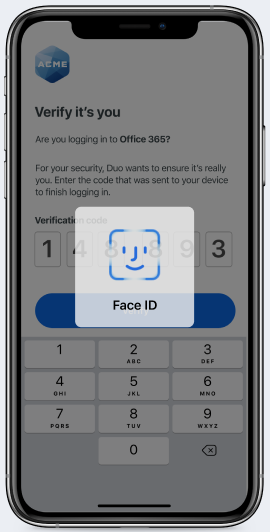 ACME
Verify it's you
Are you logging in to Office 365?
For your security, Duo wants to ensure it's really
you. Enter the code that was sent to your device
to finish logging in.
Verification code
1 4 8 8 9 3
Face ID
1
2 ABC
3 DEF
4 GHI
5 JKL
6 MNO
7 PQRS
8 TUV
9 WXYZ
0